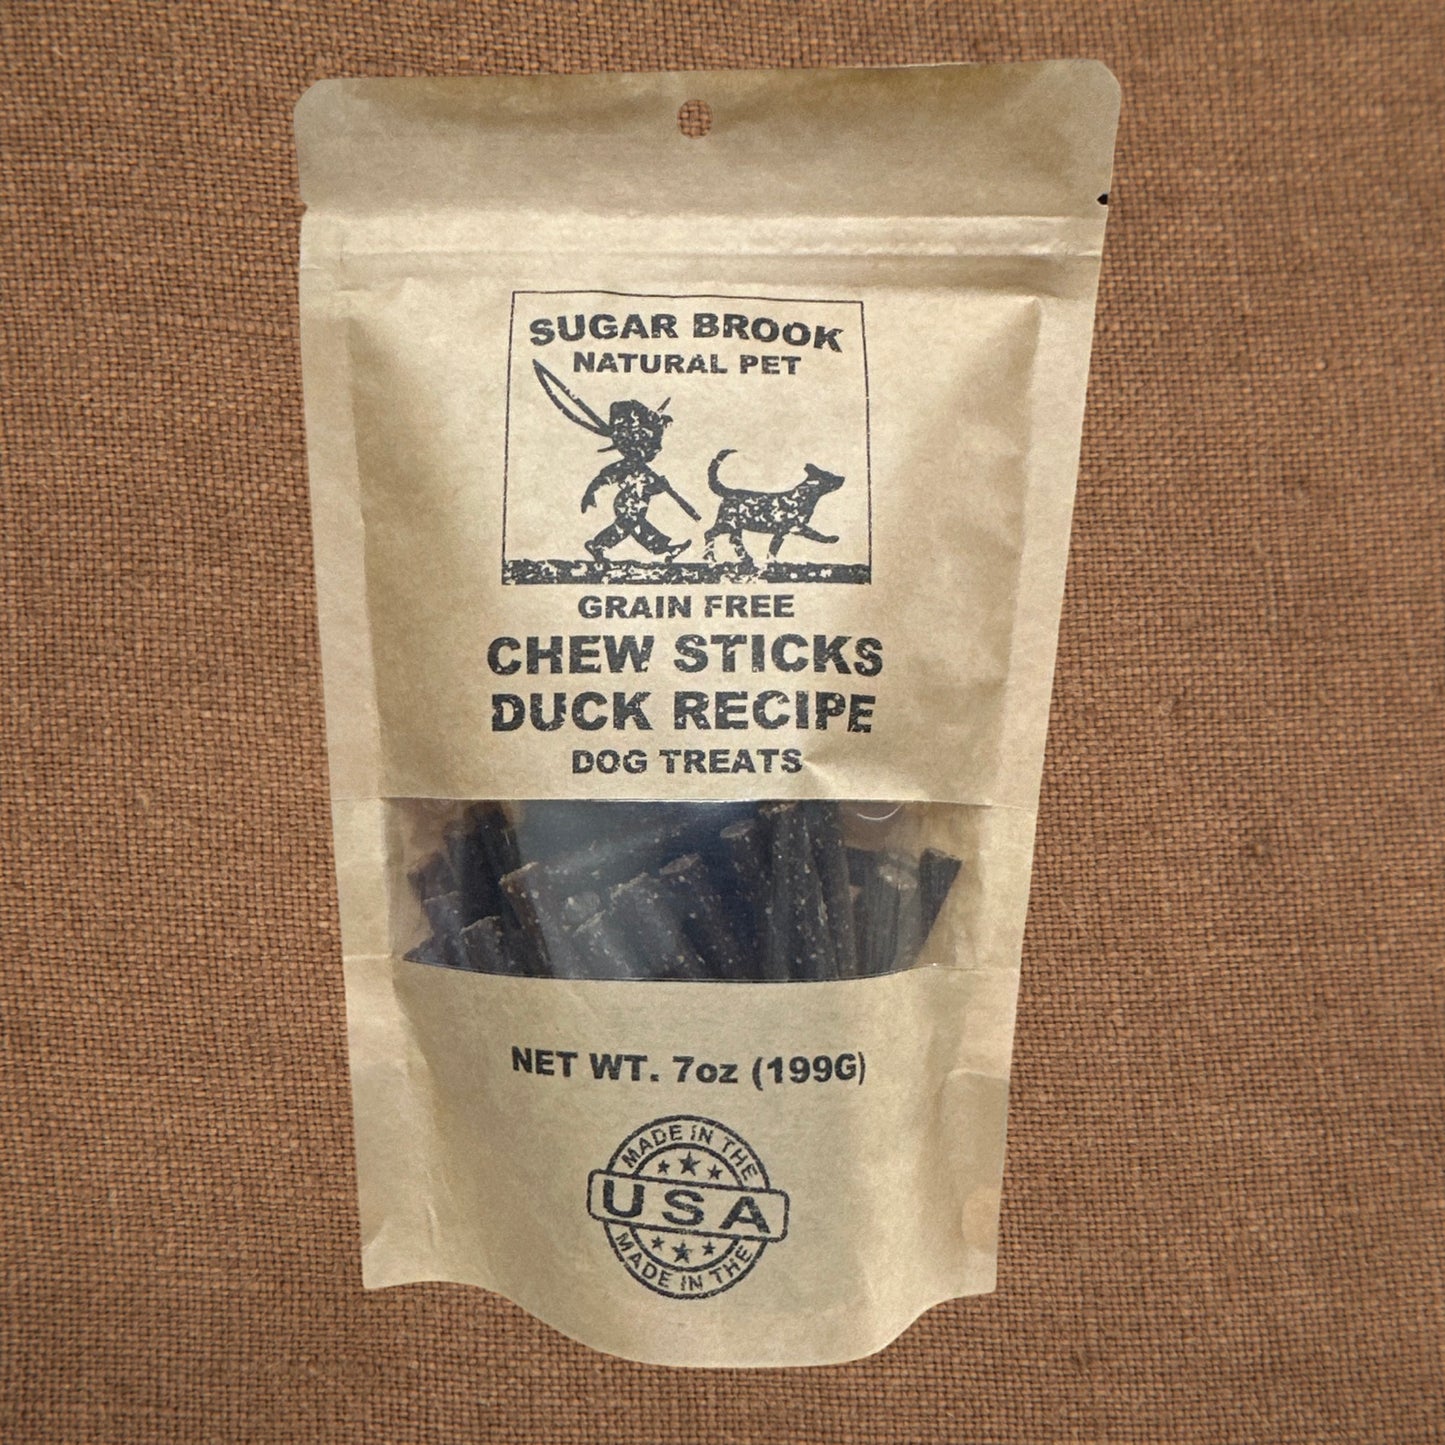 SUGAR BROOK
NATURAL PET
GRAIN FREE
CHEW STICKS
DUCK RECIPE
DOG TREATS
NET WT. 7oz (199G)
MADE IN THE
USA
MADE IN THE